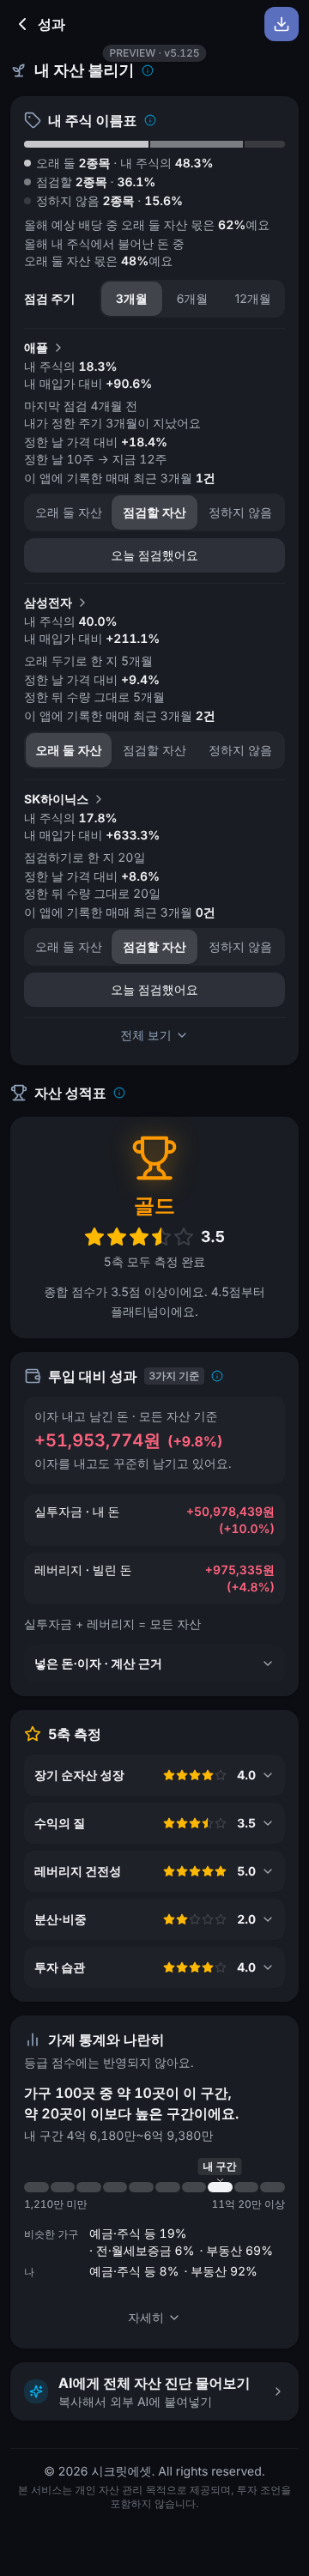 성과
PREVIEW · v5.125
내 자산 불리기
내 주식 이름표
오래 둘 2종목 · 내 주식의 48.3%
점검할 2종목 · 36.1%
정하지 않음 2종목 · 15.6%
올해 예상 배당 중 오래 둘 자산 몫은 62%예요
올해 내 주식에서 불어난 돈 중
오래 둘 자산 몫은 48%예요
점검 주기 3개월 6개월 12개월
애플
내 주식의 18.3%
내 매입가 대비 +90.6%
마지막 점검 4개월 전
내가 정한 주기 3개월이 지났어요
정한 날 가격 대비 +18.4%
정한 날 10주 → 지금 12주
이 앱에 기록한 매매 최근 3개월 1건
오래 둘 자산 점검할 자산 정하지 않음
오늘 점검했어요
삼성전자
내 주식의 40.0%
내 매입가 대비 +211.1%
오래 두기로 한 지 5개월
정한 날 가격 대비 +9.4%
정한 뒤 수량 그대로 5개월
이 앱에 기록한 매매 최근 3개월 2건
오래 둘 자산 점검할 자산 정하지 않음
SK하이닉스
내 주식의 17.8%
내 매입가 대비 +633.3%
점검하기로 한 지 20일
정한 날 가격 대비 +8.6%
정한 뒤 수량 그대로 20일
이 앱에 기록한 매매 최근 3개월 0건
오래 둘 자산 점검할 자산 정하지 않음
오늘 점검했어요
전체 보기
자산 성적표
골드
3.5
5축 모두 측정 완료
종합 점수가 3.5점 이상이에요. 4.5점부터
플래티넘이에요.
투입 대비 성과 3가지 기준
이자 내고 남긴 돈 · 모든 자산 기준
+51,953,774원 (+9.8%)
이자를 내고도 꾸준히 남기고 있어요.
실투자금 · 내 돈 +50,978,439원
(+10.0%)
레버리지 · 빌린 돈 +975,335원
(+4.8%)
실투자금 + 레버리지 = 모든 자산
넣은 돈·이자 · 계산 근거
5축 측정
장기 순자산 성장 4.0
수익의 질 3.5
레버리지 건전성 5.0
분산·비중 2.0
투자 습관 4.0
가계 통계와 나란히
등급 점수에는 반영되지 않아요.
가구 100곳 중 약 10곳이 이 구간,
약 20곳이 이보다 높은 구간이에요.
내 구간 4억 6,180만~6억 9,380만
내 구간
1,210만 미만 11억 20만 이상
비슷한 가구 예금·주식 등 19%
· 전·월세보증금 6% · 부동산 69%
나 예금·주식 등 8% · 부동산 92%
자세히
AI에게 전체 자산 진단 물어보기
복사해서 외부 AI에 붙여넣기
© 2026 시크릿에셋. All rights reserved.
본 서비스는 개인 자산 관리 목적으로 제공되며, 투자 조언을
포함하지 않습니다.